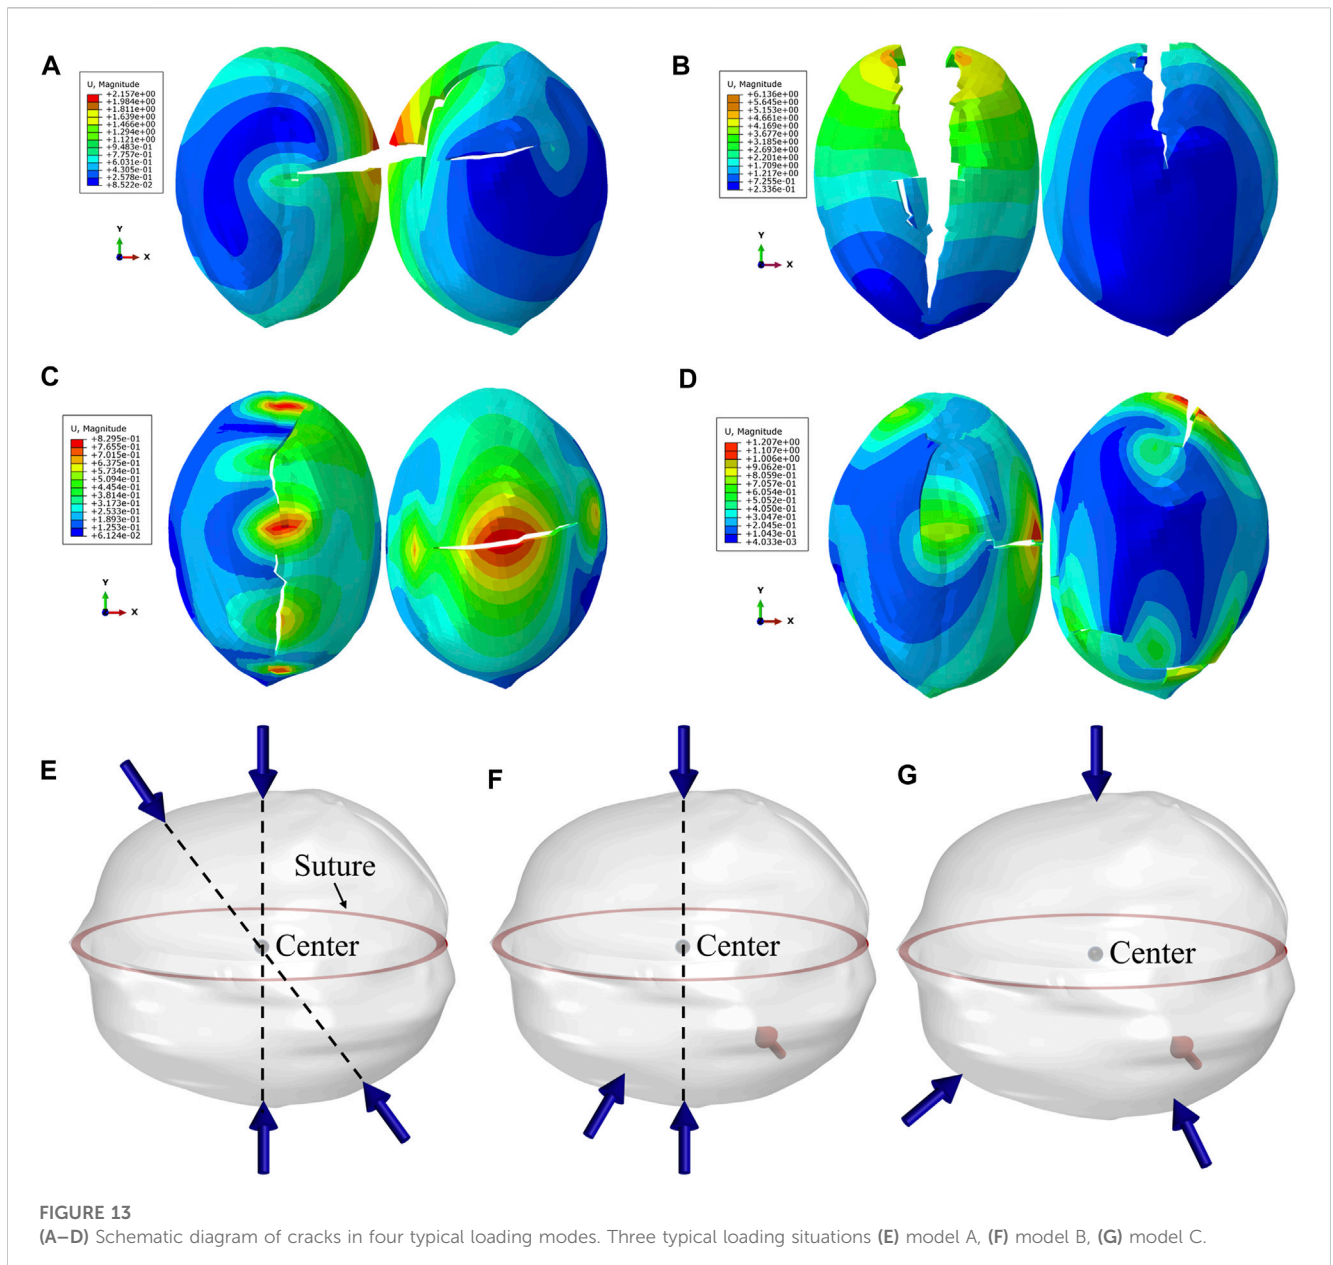 A
U, Magnitude
+2.157e+00
+1.984e+00
+1.811e+00
+1.639e+00
+1.466e+00
+1.294e+00
+1.121e+00
+9.483e-01
+7.757e-01
+6.031e-01
+4.305e-01
+2.578e-01
+8.522e-02
Y
X
B
U, Magnitude
+6.136e+00
+5.645e+00
+5.153e+00
+4.661e+00
+4.169e+00
+3.677e+00
+3.185e+00
+2.693e+00
+2.201e+00
+1.709e+00
+1.217e+00
+7.255e-01
+2.336e-01
Y
X
C
U, Magnitude
+8.295e-01
+7.655e-01
+7.015e-01
+6.375e-01
+5.734e-01
+5.094e-01
+4.454e-01
+3.814e-01
+3.173e-01
+2.533e-01
+1.893e-01
+1.253e-01
+6.124e-02
Y
X
D
U, Magnitude
+1.207e+00
+1.107e+00
+1.006e+00
+9.062e-01
+8.059e-01
+7.057e-01
+6.054e-01
+5.052e-01
+4.050e-01
+3.047e-01
+2.045e-01
+1.043e-01
+4.033e-03
Y
X
E
Suture
Center
F
Center
G
Center
FIGURE 13
(A–D) Schematic diagram of cracks in four typical loading modes. Three typical loading situations (E) model A, (F) model B, (G) model C.